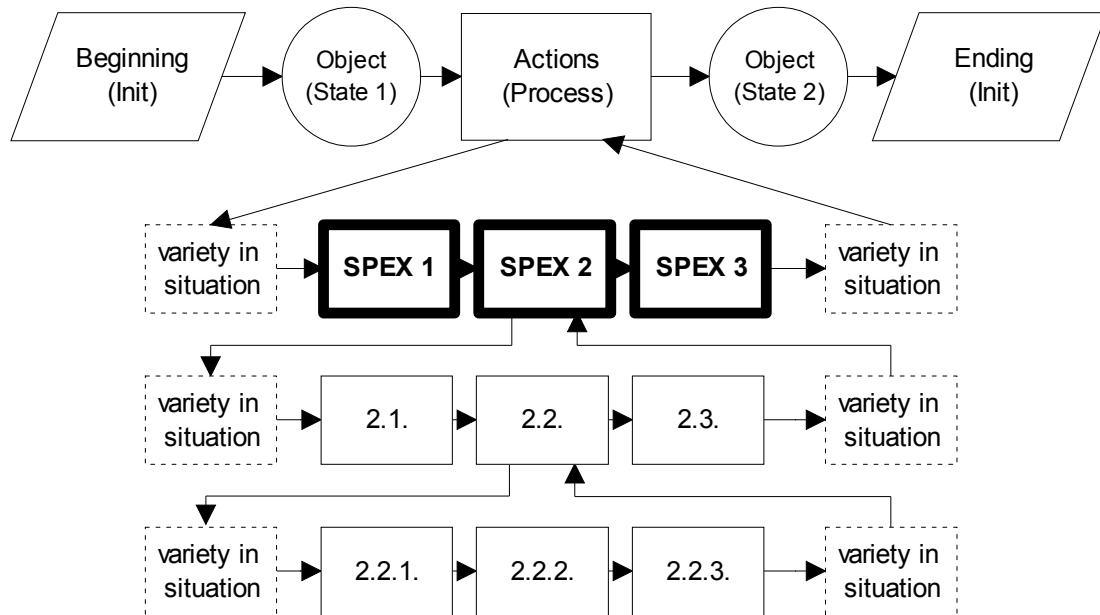 Beginning
(Init)
Object
(State 1)
Actions
(Process)
Object
(State 2)
Ending
(Init)
variety in
situation
SPEX 1
SPEX 2
SPEX 3
variety in
situation
variety in
situation
2.1.
2.2.
2.3.
variety in
situation
variety in
situation
2.2.1.
2.2.2.
2.2.3.
variety in
situation